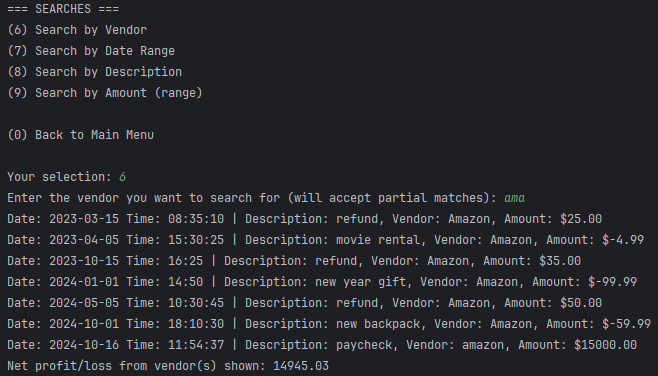 === SEARCHES ===
(6) Search by Vendor
(7) Search by Date Range
(8) Search by Description
(9) Search by Amount (range)
(0) Back to Main Menu
Your selection: 6
Enter the vendor you want to search for (will accept partial matches): ama
Date: 2023-03-15 Time: 08:35:10 | Description: refund, Vendor: Amazon, Amount: $25.00
Date: 2023-04-05 Time: 15:30:25 | Description: movie rental, Vendor: Amazon, Amount: $-4.99
Date: 2023-10-15 Time: 16:25 | Description: refund, Vendor: Amazon, Amount: $35.00
Date: 2024-01-01 Time: 14:50 | Description: new year gift, Vendor: Amazon, Amount: $-99.99
Date: 2024-05-05 Time: 10:30:45 | Description: refund, Vendor: Amazon, Amount: $50.00
Date: 2024-10-01 Time: 18:10:30 | Description: new backpack, Vendor: Amazon, Amount: $-59.99
Date: 2024-10-16 Time: 11:54:37 | Description: paycheck, Vendor: amazon, Amount: $15000.00
Net profit/loss from vendor(s) shown: 14945.03